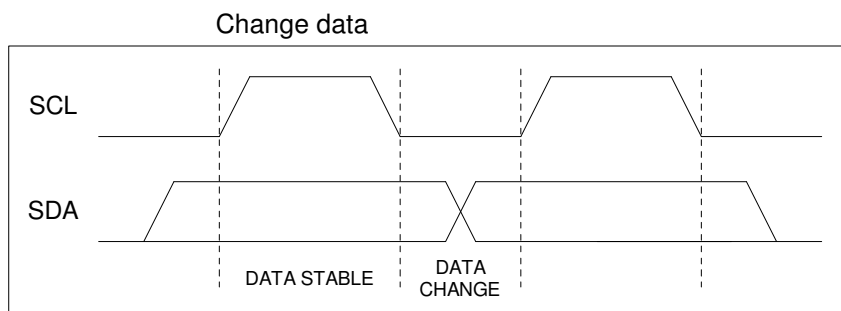 Change data
SCL
SDA
DATA STABLE
DATA
CHANGE